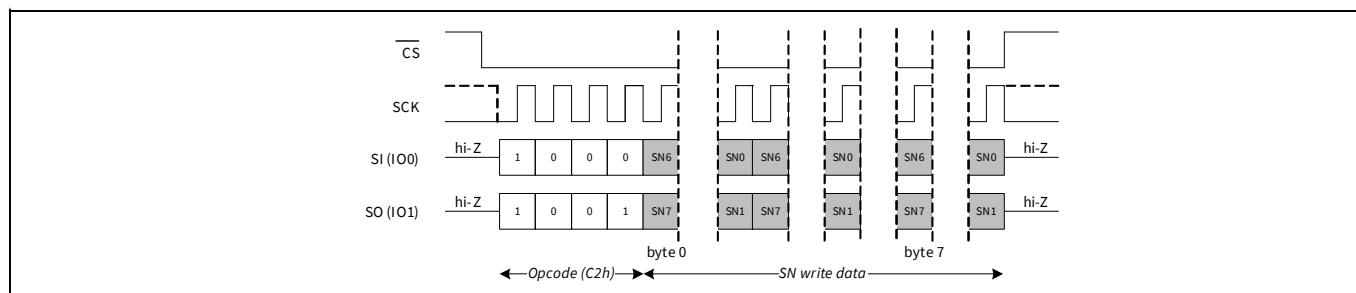 CS
SCK
SI (IO0) hi-Z 1 0 0 0 SN6 SN0 SN6 SN0 SN6 SN0 hi-Z
SO (IO1) hi-Z 1 0 0 1 SN7 SN1 SN7 SN1 SN7 SN1 hi-Z
byte 0 byte 7
Opcode (C2h) SN write data